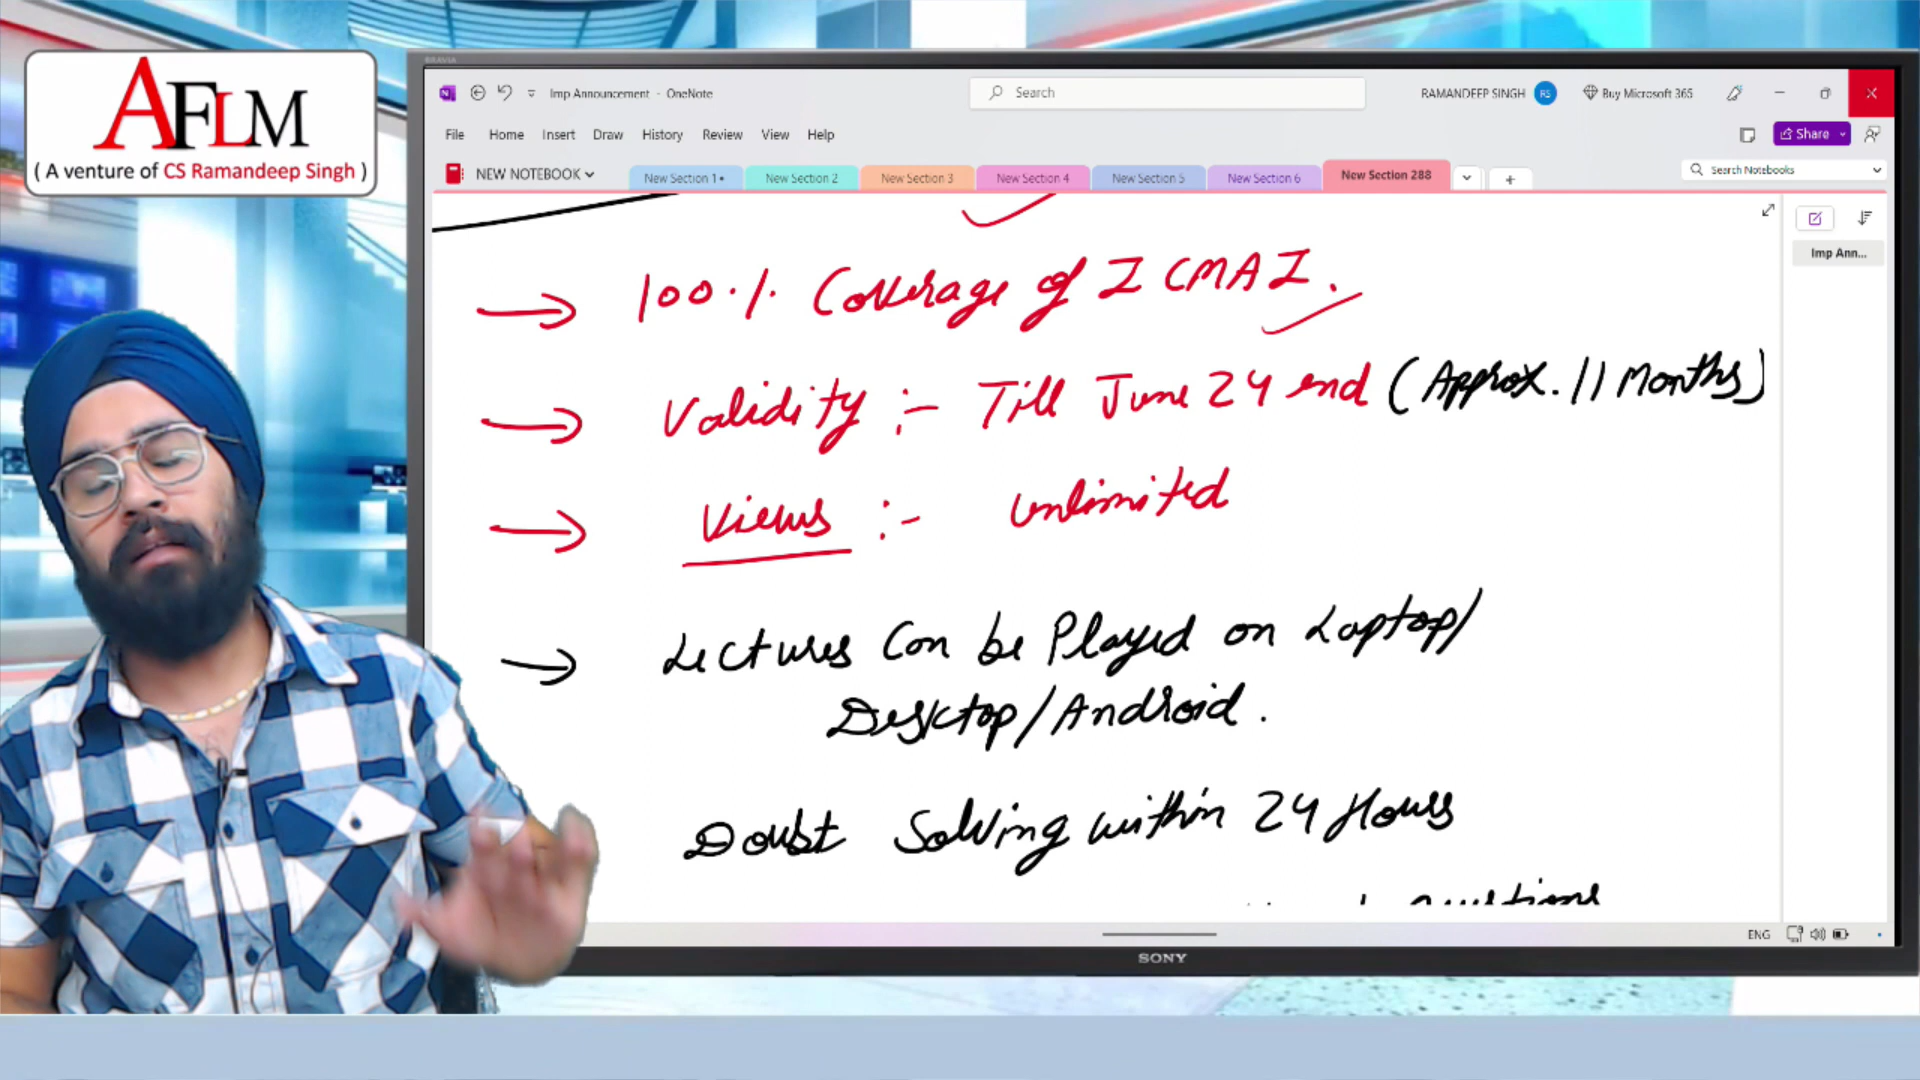 AFLM
( A venture of CS Ramandeep Singh )
BRAVIA
Imp Announcement - OneNote
Search
RAMANDEEP SINGH
RS
Buy Microsoft 365
File
Home
Insert
Draw
History
Review
View
Help
Share
NEW NOTEBOOK
New Section 1
New Section 2
New Section 3
New Section 4
New Section 5
New Section 6
New Section 288
+
Search Notebooks
Imp Ann...
→ 100% Coverage of ICMAI.
→ Validity :- Till June 24 end (Approx. 11 Months)
→ Views :- unlimited
→ Lectures Can be Played on Laptop/
Desktop/Android.
Doubt Solving within 24 Hours
Questions
ENG
SONY